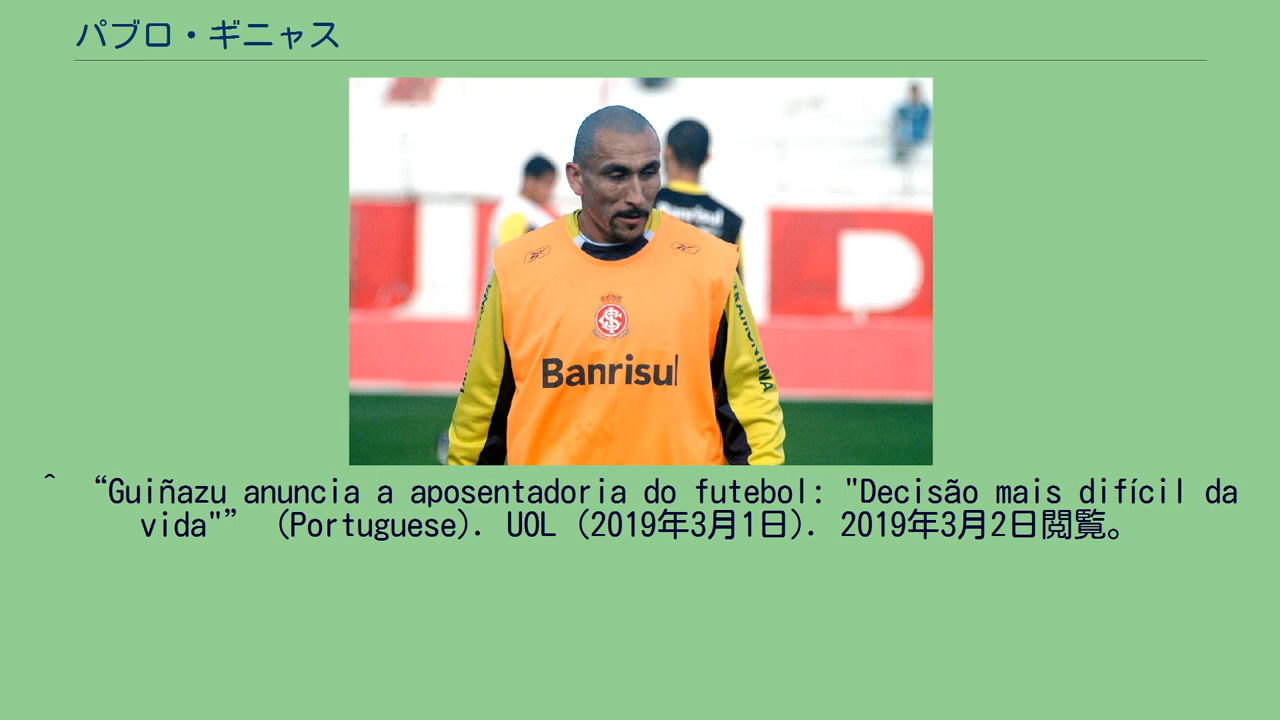 パブロ・ギニャス
Banrisul
TRAMONTINA
^ “Guiñazu anuncia a aposentadoria do futebol: "Decisão mais difícil da
vida"” (Portuguese). UOL (2019年3月1日). 2019年3月2日閲覧。